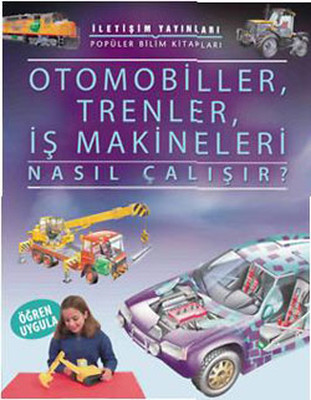 İLETİŞİM YAYINLARI
POPÜLER BİLİM KİTAPLARI
OTOMOBİLLER,
TRENLER,
İŞ MAKİNELERİ
NASIL ÇALIŞIR?
ÖĞREN
UYGULA